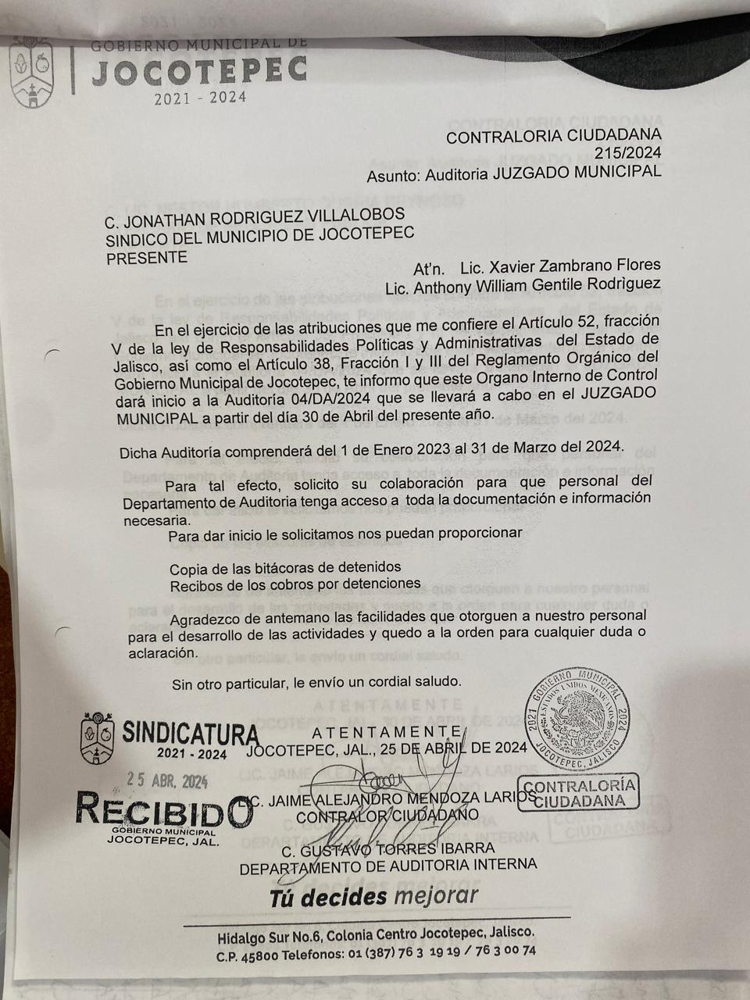 GOBIERNO MUNICIPAL DE
JOCOTEPEC
2021 - 2024
CONTRALORIA CIUDADANA
215/2024
Asunto: Auditoria JUZGADO MUNICIPAL
C. JONATHAN RODRIGUEZ VILLALOBOS
SINDICO DEL MUNICIPIO DE JOCOTEPEC
PRESENTE
At'n. Lic. Xavier Zambrano Flores
Lic. Anthony William Gentile Rodrìguez
En el ejercicio de las atribuciones que me confiere el Artículo 52, fracción
V de la ley de Responsabilidades Políticas y Administrativas del Estado de
Jalisco, así como el Artículo 38, Fracción I y III del Reglamento Orgánico del
Gobierno Municipal de Jocotepec, te informo que este Organo Interno de Control
dará inicio a la Auditoría 04/DA/2024 que se llevará a cabo en el JUZGADO
MUNICIPAL a partir del día 30 de Abril del presente año.
Dicha Auditoría comprenderá del 1 de Enero 2023 al 31 de Marzo del 2024.
Para tal efecto, solicito su colaboración para que personal del
Departamento de Auditoria tenga acceso a toda la documentación e información
necesaria.
Para dar inicio le solicitamos nos puedan proporcionar
Copia de las bitácoras de detenidos
Recibos de los cobros por detenciones
Agradezco de antemano las facilidades que otorguen a nuestro personal
para el desarrollo de las actividades y quedo a la orden para cualquier duda o
aclaración.
Sin otro particular, le envío un cordial saludo.
2021 GOBIERNO MUNICIPAL 2024
ESTADOS UNIDOS MEXICANOS
JOCOTEPEC, JALISCO
SINDICATURA
2021 - 2024
25 ABR. 2024
RECIBIDO
GOBIERNO MUNICIPAL
JOCOTEPEC, JAL.
ATENTAMENTE
JOCOTEPEC, JAL., 25 DE ABRIL DE 2024
LIC. JAIME ALEJANDRO MENDOZA LARIOS
CONTRALOR CIUDADANO
CONTRALORÍA
CIUDADANA
C. GUSTAVO TORRES IBARRA
DEPARTAMENTO DE AUDITORIA INTERNA
Tú decides mejorar
Hidalgo Sur No.6, Colonia Centro Jocotepec, Jalisco.
C.P. 45800 Telefonos: 01 (387) 76 3 19 19 / 76 3 00 74